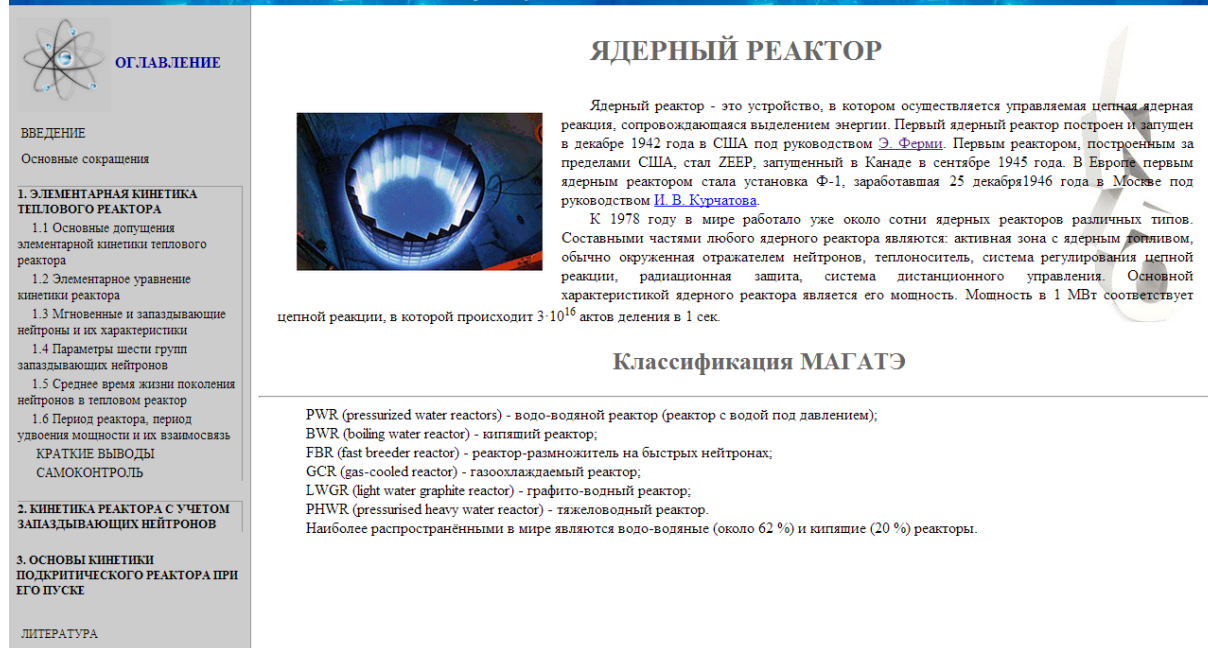 ОГЛАВЛЕНИЕ
ВВЕДЕНИЕ
Основные сокращения
1. ЭЛЕМЕНТАРНАЯ КИНЕТИКА
ТЕПЛОВОГО РЕАКТОРА
1.1 Основные допущения
элементарной кинетики теплового
реактора
1.2 Элементарное уравнение
кинетики реактора
1.3 Мгновенные и запаздывающие
нейтроны и их характеристики
1.4 Параметры шести групп
запаздывающих нейтронов
1.5 Среднее время жизни поколения
нейтронов в тепловом реактор
1.6 Период реактора, период
удвоения мощности и их взаимосвязь
КРАТКИЕ ВЫВОДЫ
САМОКОНТРОЛЬ
2. КИНЕТИКА РЕАКТОРА С УЧЕТОМ
ЗАПАЗДЫВАЮЩИХ НЕЙТРОНОВ
3. ОСНОВЫ КИНЕТИКИ
ПОДКРИТИЧЕСКОГО РЕАКТОРА ПРИ
ЕГО ПУСКЕ
ЛИТЕРАТУРА
ЯДЕРНЫЙ РЕАКТОР
Ядерный реактор - это устройство, в котором осуществляется управляемая цепная ядерная
реакция, сопровождающаяся выделением энергии. Первый ядерный реактор построен и запущен
в декабре 1942 года в США под руководством Э. Ферми. Первым реактором, построенным за
пределами США, стал ZEEP, запущенный в Канаде в сентябре 1945 года. В Европе первым
ядерным реактором стала установка Ф-1, заработавшая 25 декабря1946 года в Москве под
руководством И. В. Курчатова.
К 1978 году в мире работало уже около сотни ядерных реакторов различных типов.
Составными частями любого ядерного реактора являются: активная зона с ядерным топливом,
обычно окруженная отражателем нейтронов, теплоноситель, система регулирования цепной
реакции, радиационная защита, система дистанционного управления. Основной
характеристикой ядерного реактора является его мощность. Мощность в 1 МВт соответствует
цепной реакции, в которой происходит 3·10¹⁶ актов деления в 1 сек.
Классификация МАГАТЭ
PWR (pressurized water reactors) - водо-водяной реактор (реактор с водой под давлением);
BWR (boiling water reactor) - кипящий реактор;
FBR (fast breeder reactor) - реактор-размножитель на быстрых нейтронах;
GCR (gas-cooled reactor) - газоохлаждаемый реактор;
LWGR (light water graphite reactor) - графито-водный реактор;
PHWR (pressurised heavy water reactor) - тяжеловодный реактор.
Наиболее распространёнными в мире являются водо-водяные (около 62 %) и кипящие (20 %) реакторы.